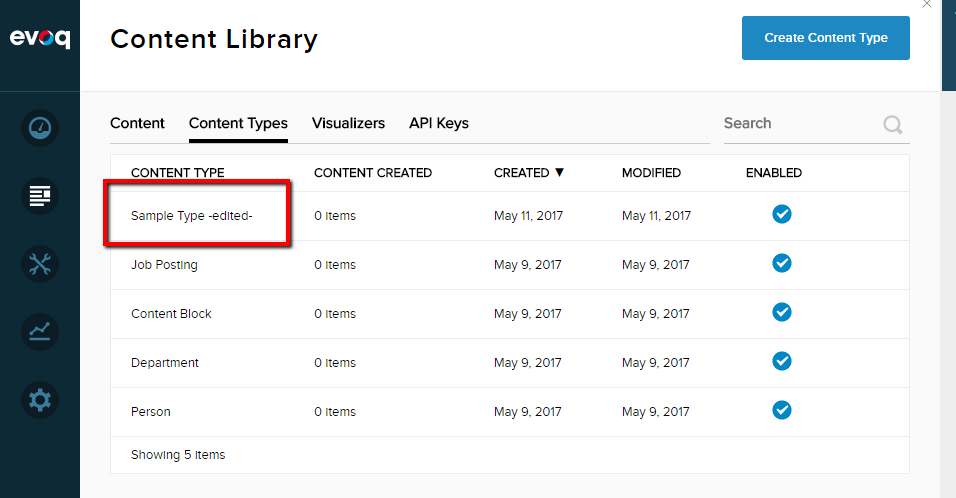 evoq
Content Library
Create Content Type
Content Content Types Visualizers API Keys Search
CONTENT TYPE CONTENT CREATED CREATED ▼ MODIFIED ENABLED
Sample Type -edited- 0 items May 11, 2017 May 11, 2017
Job Posting 0 items May 9, 2017 May 9, 2017
Content Block 0 items May 9, 2017 May 9, 2017
Department 0 items May 9, 2017 May 9, 2017
Person 0 items May 9, 2017 May 9, 2017
Showing 5 items